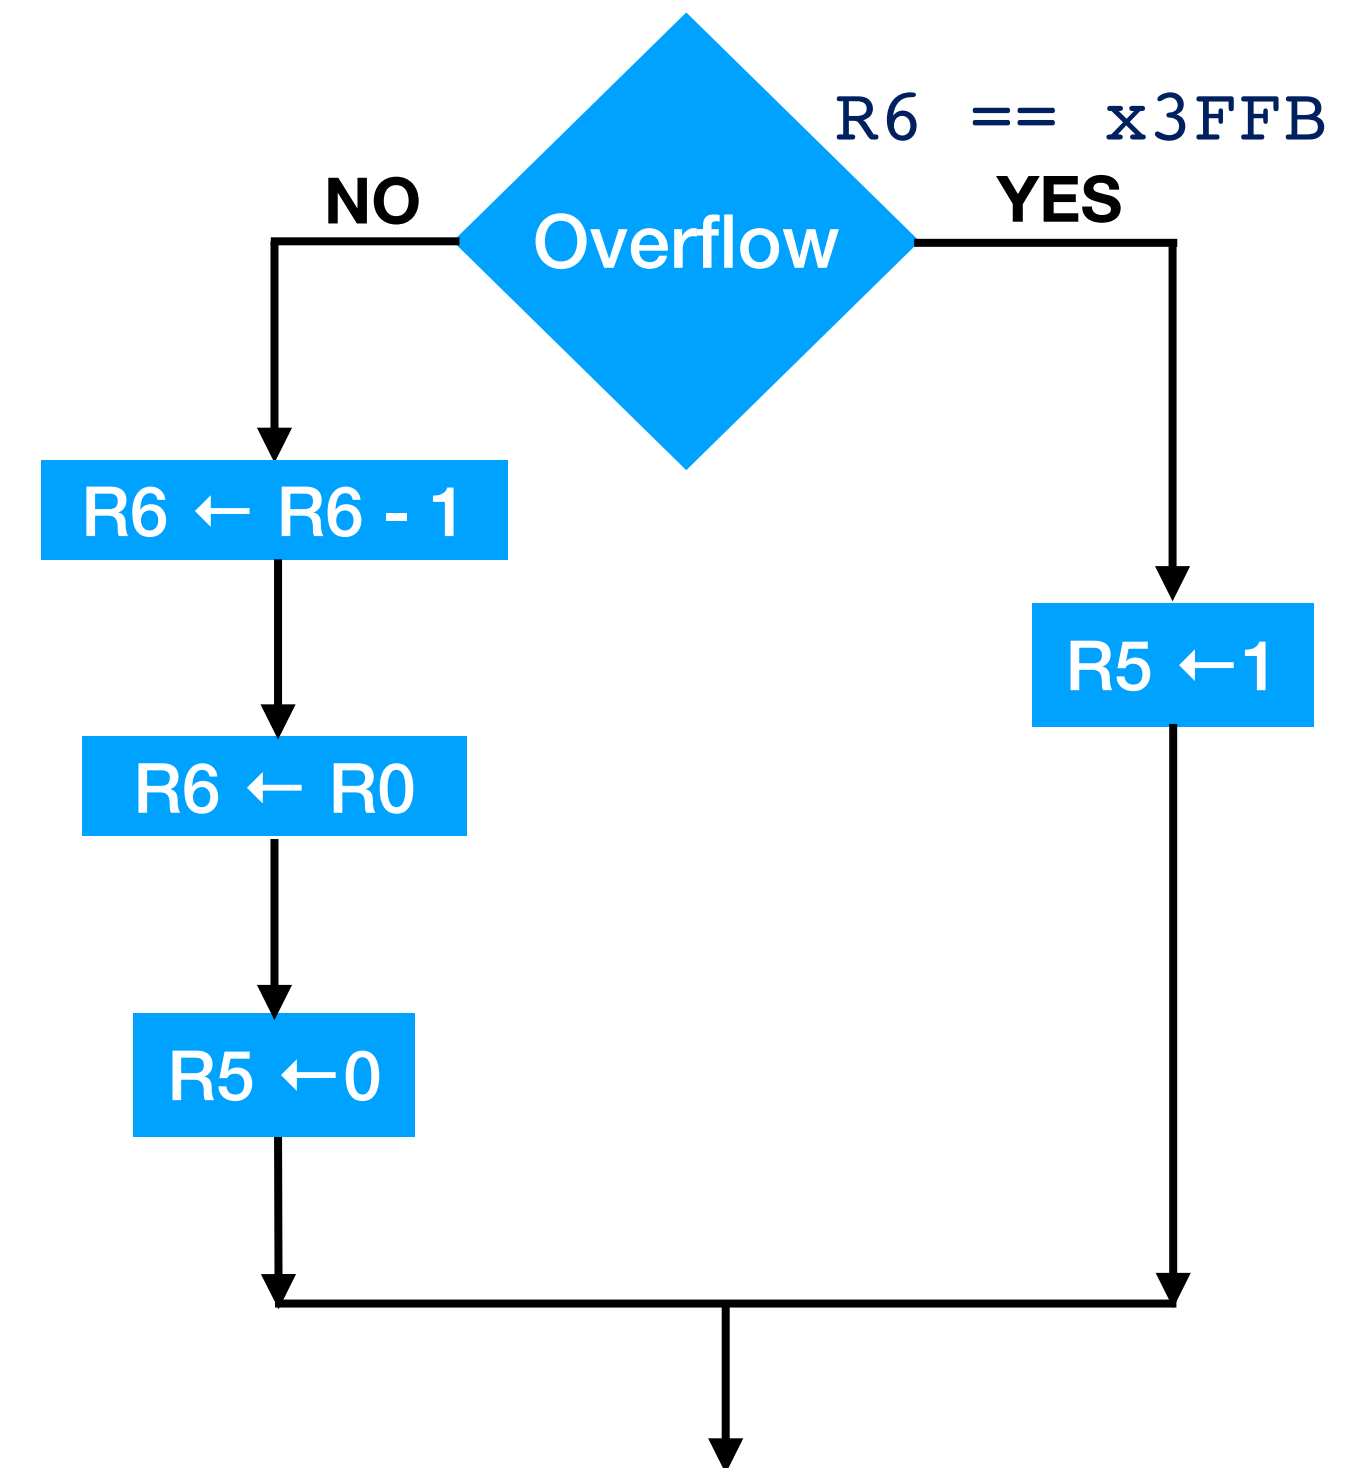 R6 == x3FFB
NO
YES
Overflow
R6 ← R6 - 1
R5 ←1
R6 ← R0
R5 ←0